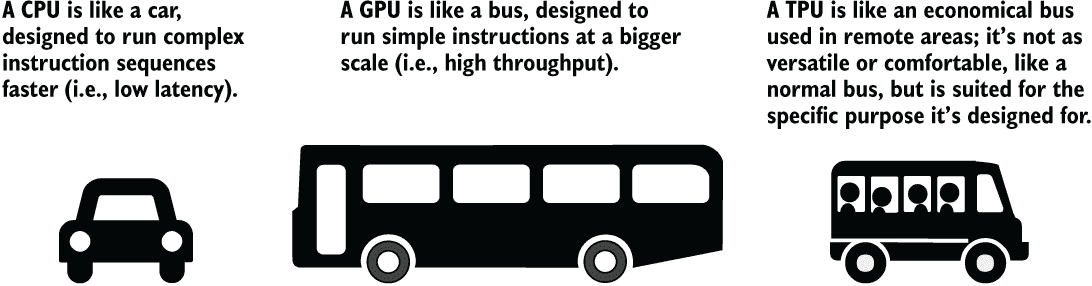 A CPU is like a car,
designed to run complex
instruction sequences
faster (i.e., low latency).
A GPU is like a bus, designed to
run simple instructions at a bigger
scale (i.e., high throughput).
A TPU is like an economical bus
used in remote areas; it’s not as
versatile or comfortable, like a
normal bus, but is suited for the
specific purpose it’s designed for.